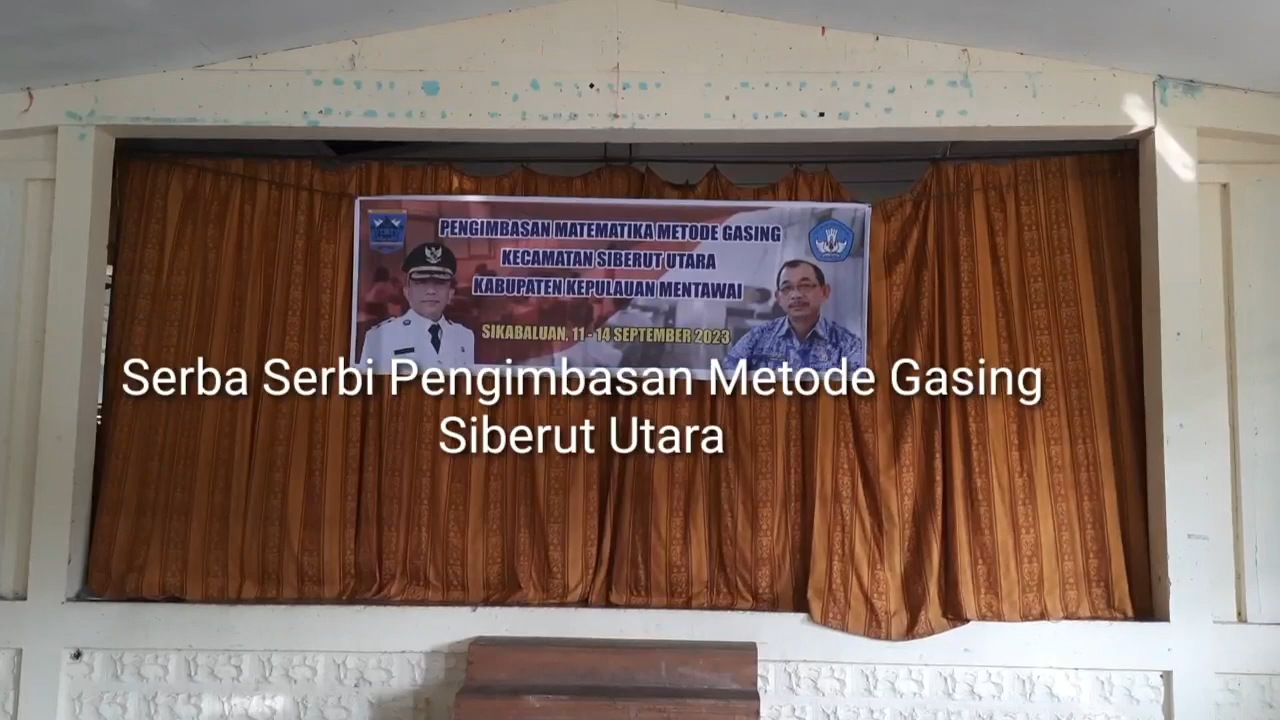 PENGIMBASAN MATEMATIKA METODE GASING
KECAMATAN SIBERUT UTARA
KABUPATEN KEPULAUAN MENTAWAI
SIKABALUAN, 11 - 14 SEPTEMBER 2023
Serba Serbi Pengimbasan Metode Gasing
Siberut Utara